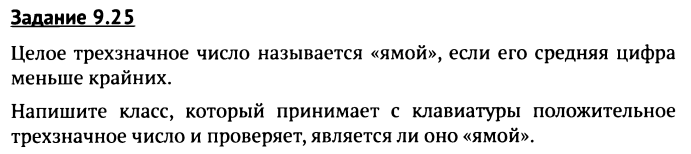 Задание 9.25
Целое трехзначное число называется «ямой», если его средняя цифра
меньше крайних.
Напишите класс, который принимает с клавиатуры положительное
трехзначное число и проверяет, является ли оно «ямой».